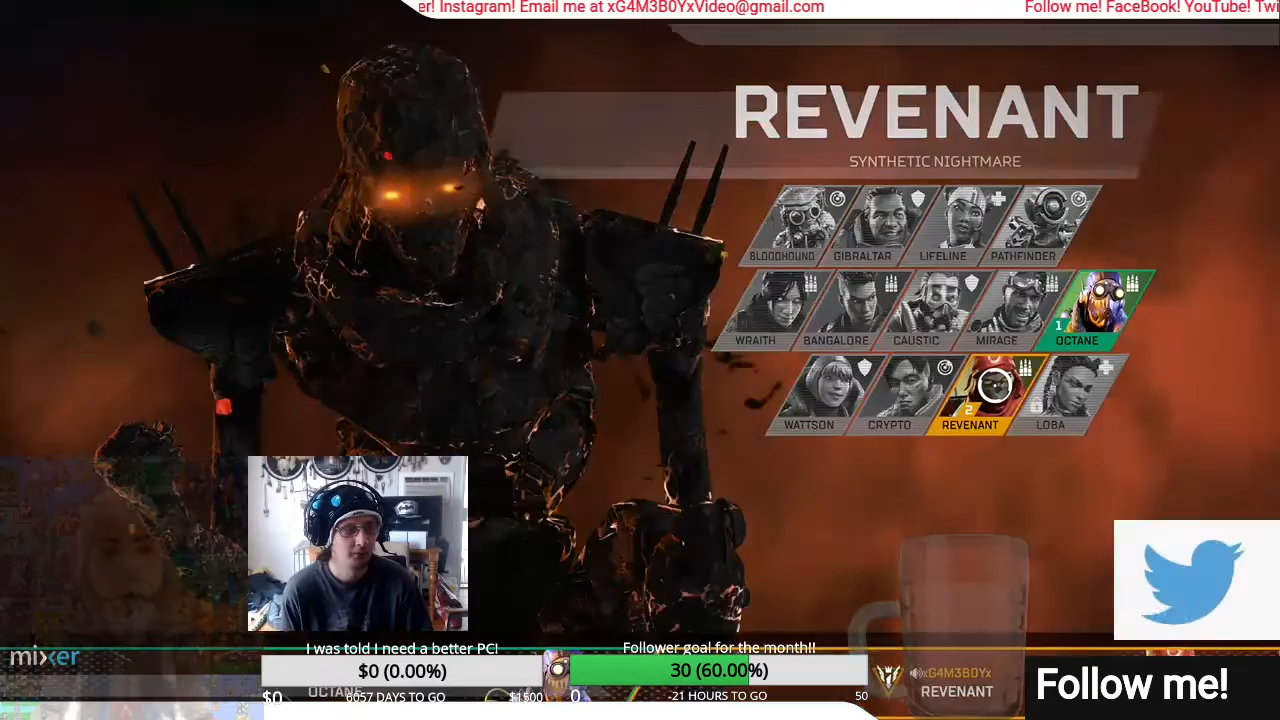 er! Instagram! Email me at xG4M3B0YxVideo@gmail.com
Follow me! FaceBook! YouTube! Twi
REVENANT
SYNTHETIC NIGHTMARE
BLOODHOUND GIBRALTAR LIFELINE PATHFINDER
WRAITH BANGALORE CAUSTIC MIRAGE 1 OCTANE
WATTSON CRYPTO 2 REVENANT LOBA
mixer
I was told I need a better PC!
$0 (0.00%)
$0 6057 DAYS TO GO $1500
OCTANE
Follower goal for the month!!
30 (60.00%)
0 -21 HOURS TO GO 50
xG4M3B0Yx
REVENANT
Follow me!